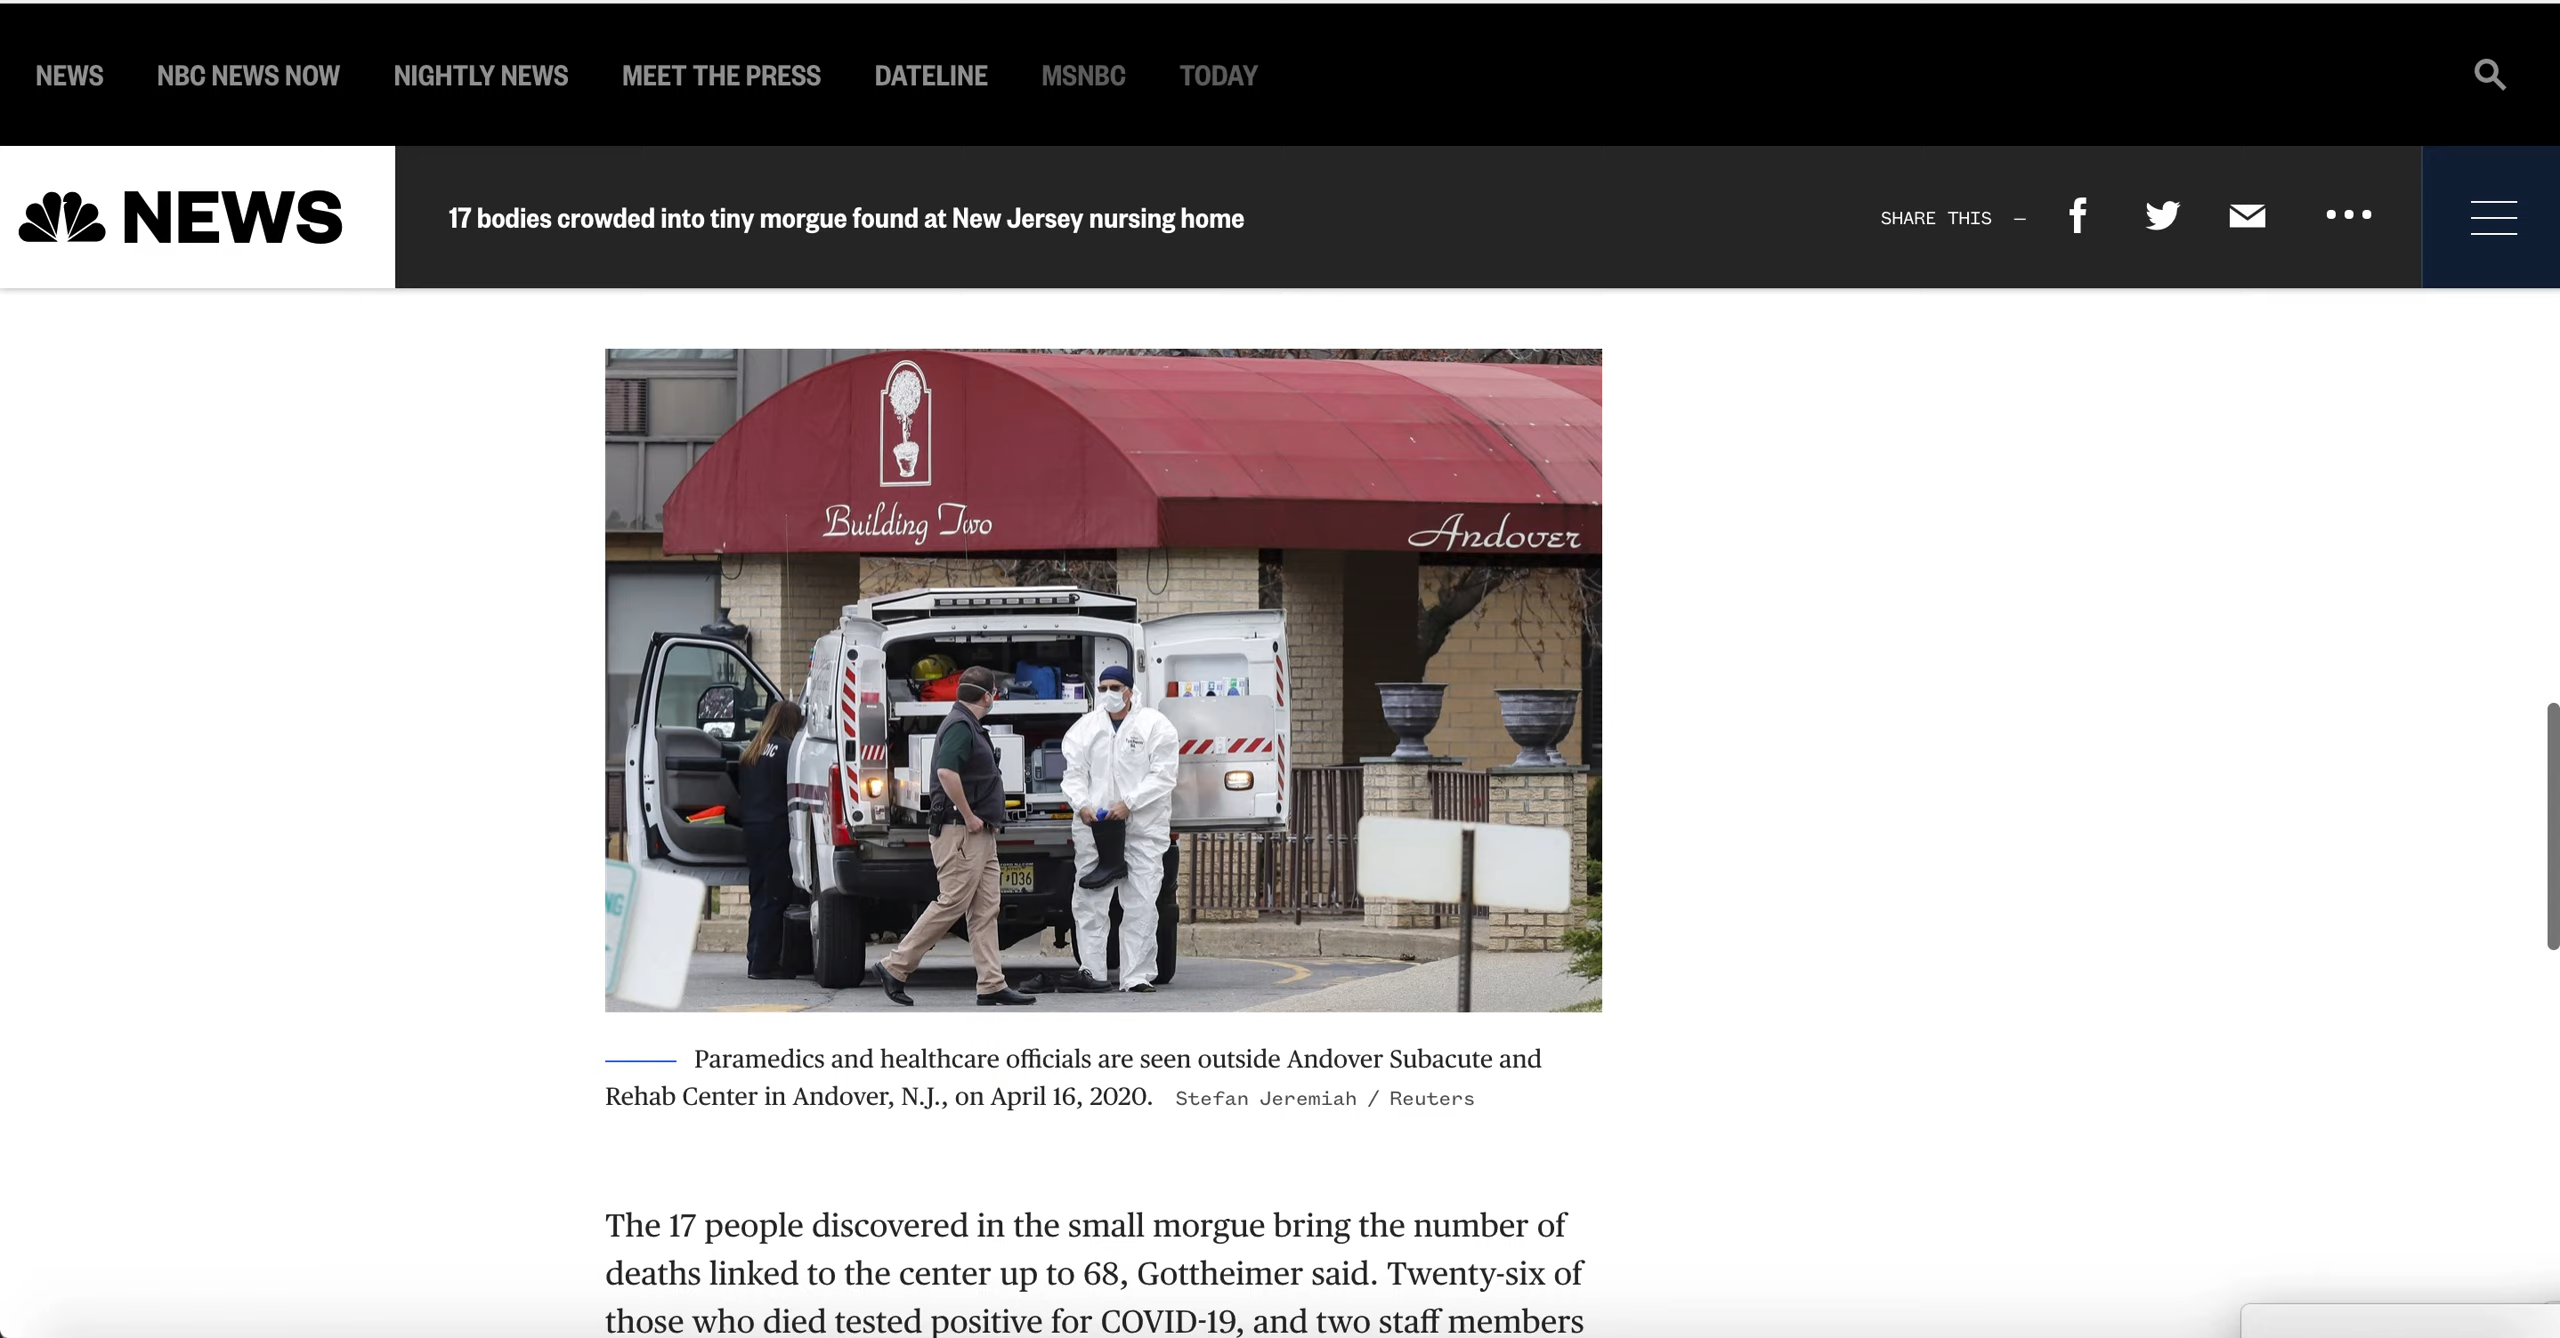 NEWS NBC NEWS NOW NIGHTLY NEWS MEET THE PRESS DATELINE MSNBC TODAY
NEWS
17 bodies crowded into tiny morgue found at New Jersey nursing home
SHARE THIS —
Building Two
Andover
DIC
D36
NG
Paramedics and healthcare officials are seen outside Andover Subacute and
Rehab Center in Andover, N.J., on April 16, 2020. Stefan Jeremiah / Reuters
The 17 people discovered in the small morgue bring the number of
deaths linked to the center up to 68, Gottheimer said. Twenty-six of
those who died tested positive for COVID-19, and two staff members